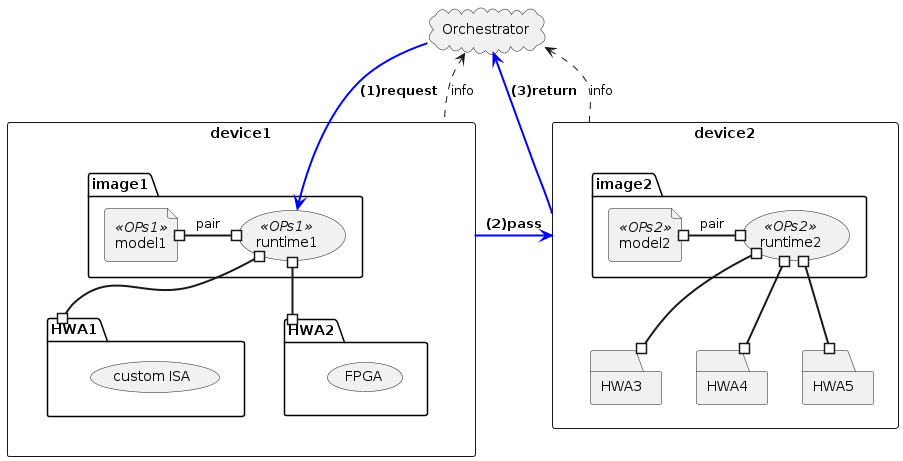 Orchestrator
(1)request
info
(3)return
info
device1
device2
image1
«OPs1»
model1
pair
«OPs1»
runtime1
(2)pass
image2
«OPs2»
model2
pair
«OPs2»
runtime2
HWA1
custom ISA
HWA2
FPGA
HWA3
HWA4
HWA5